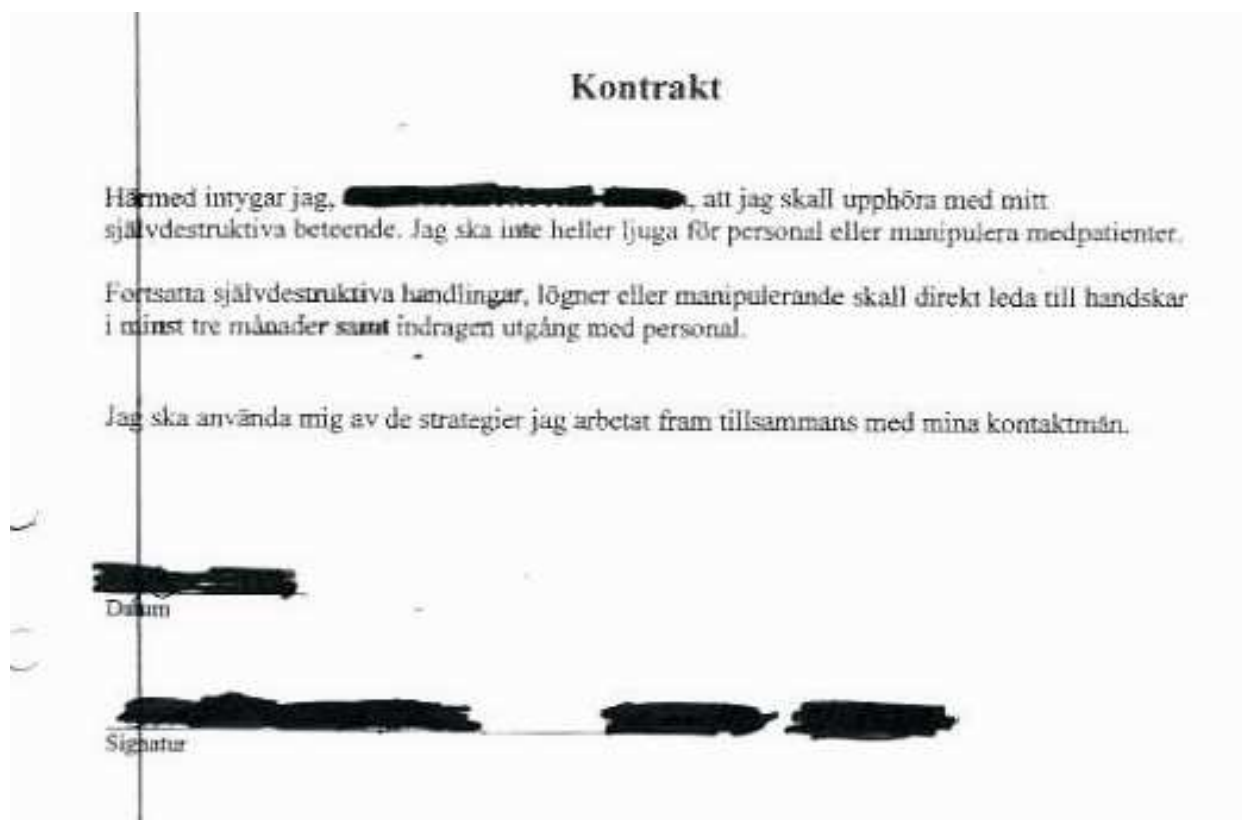 Kontrakt
Härmed intygar jag, , att jag skall upphöra med mitt
självdestruktiva beteende. Jag ska inte heller ljuga för personal eller manipulera medpatienter.
Fortsatta självdestruktiva handlingar, lögner eller manipulerande skall direkt leda till handskar
i minst tre månader samt indragen utgång med personal.
Jag ska använda mig av de strategier jag arbetat fram tillsammans med mina kontaktmän.
Datum
Signatur